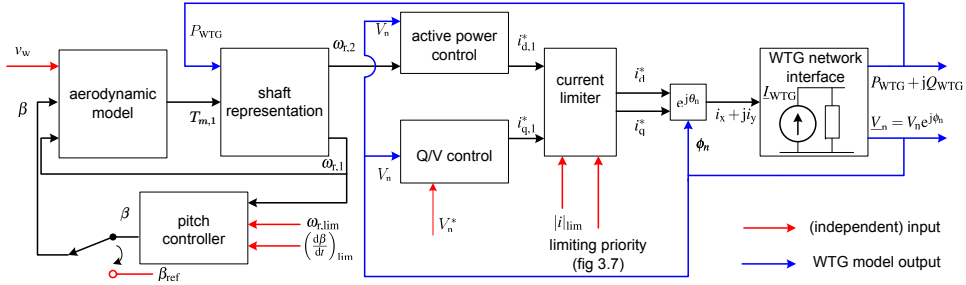 v_w
β
aerodynamic
model
P_WTG
T_m,1
shaft
representation
ω_r,2
ω_r,1
β
pitch
controller
ω_r,lim
(dβ/dt)_lim
β_ref
V_n
active power
control
i*_d,1
V_n
Q/V control
i*_q,1
V*_n
current
limiter
|i|_lim
limiting priority
(fig 3.7)
i*_d
i*_q
e^jθ_n
ϕ_n
i_x + ji_y
WTG network
interface
I_WTG
P_WTG + jQ_WTG
V_n = V_n e^jϕ_n
(independent) input
WTG model output